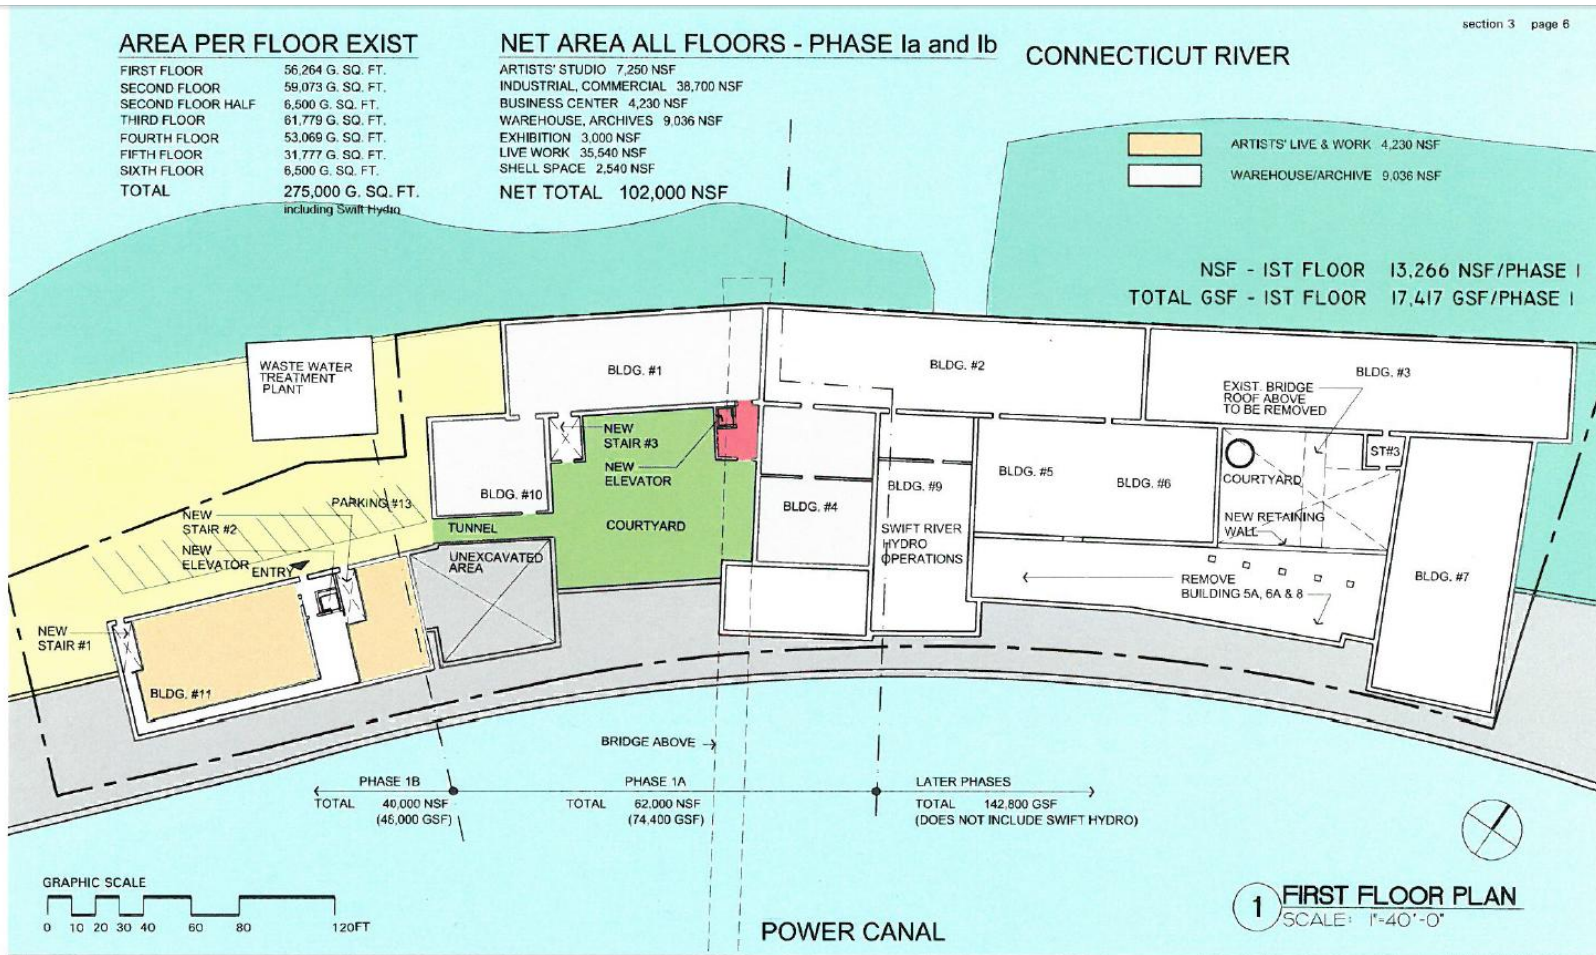 section 3 page 6
AREA PER FLOOR EXIST
FIRST FLOOR 56,264 G. SQ. FT.
SECOND FLOOR 59,073 G. SQ. FT.
SECOND FLOOR HALF 6,500 G. SQ. FT.
THIRD FLOOR 61,779 G. SQ. FT.
FOURTH FLOOR 53,069 G. SQ. FT.
FIFTH FLOOR 31,777 G. SQ. FT.
SIXTH FLOOR 6,500 G. SQ. FT.
TOTAL 275,000 G. SQ. FT.
including Swift Hydro
NET AREA ALL FLOORS - PHASE Ia and Ib
ARTISTS' STUDIO 7,250 NSF
INDUSTRIAL, COMMERCIAL 38,700 NSF
BUSINESS CENTER 4,230 NSF
WAREHOUSE, ARCHIVES 9,036 NSF
EXHIBITION 3,000 NSF
LIVE WORK 35,540 NSF
SHELL SPACE 2,540 NSF
NET TOTAL 102,000 NSF
CONNECTICUT RIVER
ARTISTS' LIVE & WORK 4,230 NSF
WAREHOUSE/ARCHIVE 9,036 NSF
NSF - 1ST FLOOR 13,266 NSF/PHASE I
TOTAL GSF - 1ST FLOOR 17,417 GSF/PHASE I
WASTE WATER
TREATMENT
PLANT
BLDG. #1
BLDG. #2
BLDG. #3
EXIST. BRIDGE
ROOF ABOVE
TO BE REMOVED
NEW
STAIR #3
NEW
ELEVATOR
ST#3
BLDG. #10
PARKING #13
NEW
STAIR #2
NEW
ELEVATOR
ENTRY
TUNNEL
COURTYARD
UNEXCAVATED
AREA
BLDG. #4
BLDG. #9
SWIFT RIVER
HYDRO
OPERATIONS
BLDG. #5
BLDG. #6
COURTYARD
NEW RETAINING
WALL
REMOVE
BUILDING 5A, 6A & 8
BLDG. #7
NEW
STAIR #1
BLDG. #11
BRIDGE ABOVE
PHASE 1B
TOTAL 40,000 NSF
(46,000 GSF)
PHASE 1A
TOTAL 62,000 NSF
(74,400 GSF)
LATER PHASES
TOTAL 142,800 GSF
(DOES NOT INCLUDE SWIFT HYDRO)
GRAPHIC SCALE
0 10 20 30 40 60 80 120FT
POWER CANAL
1 FIRST FLOOR PLAN
SCALE: 1"=40'-0"